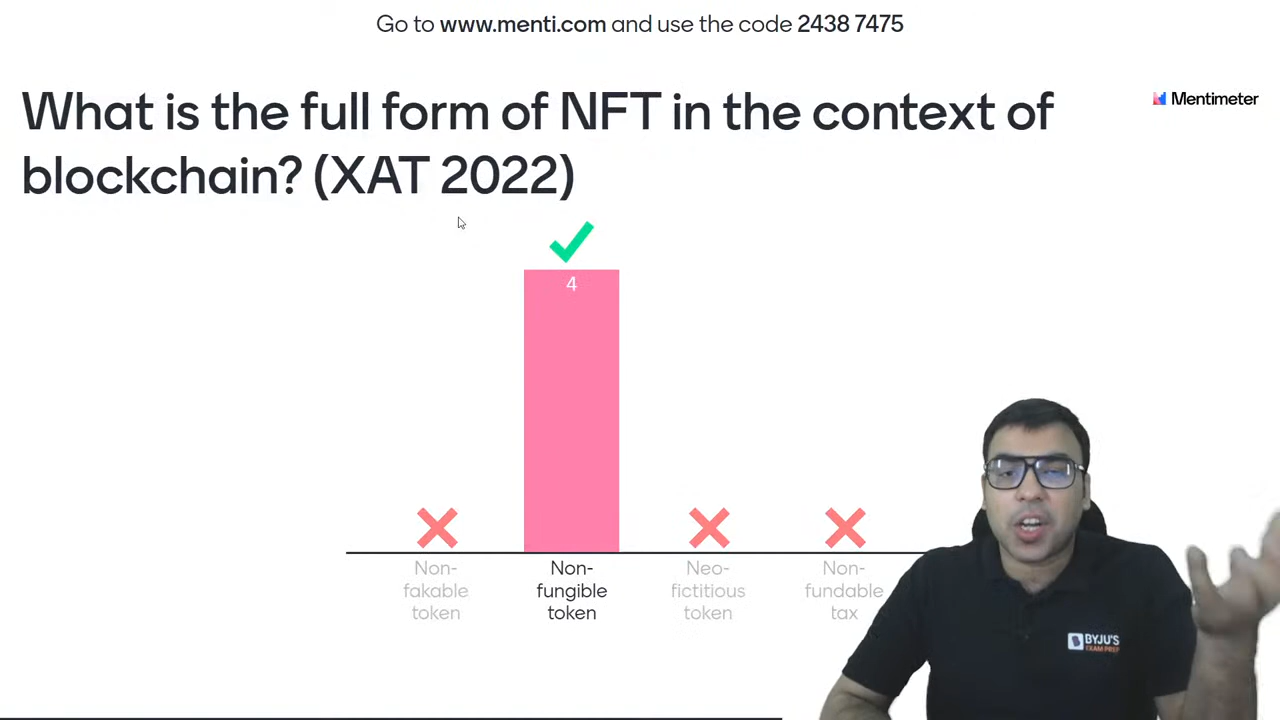 Go to www.menti.com and use the code 2438 7475
What is the full form of NFT in the context of
blockchain? (XAT 2022)
Mentimeter
4
Non-
fakable
token
Non-
fungible
token
Neo-
fictitious
token
Non-
fundable
tax
BYJU'S
EXAM PREP